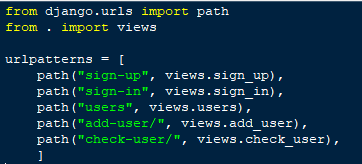 from django.urls import path
from . import views

urlpatterns = [
    path("sign-up", views.sign_up),
    path("sign-in", views.sign_in),
    path("users", views.users),
    path("add-user/", views.add_user),
    path("check-user/", views.check_user),
    ]